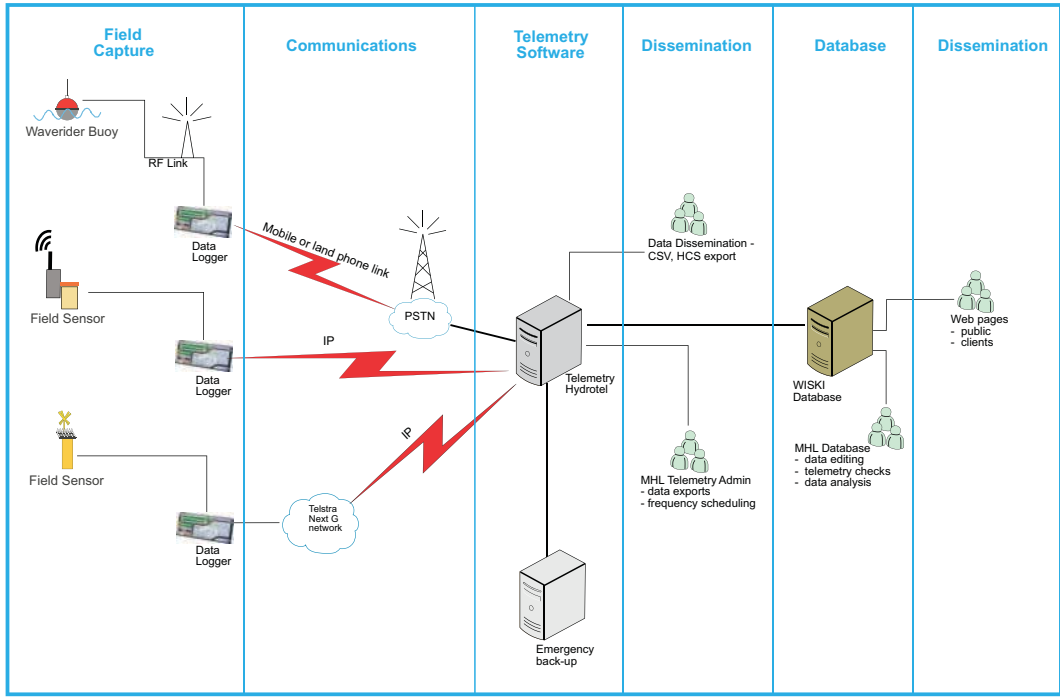 Field
Capture
Communications
Telemetry
Software
Dissemination
Database
Dissemination
Waverider Buoy
RF Link
Data
Logger
Field Sensor
Data
Logger
Field Sensor
Data
Logger
Mobile or land phone link
PSTN
IP
IP
Telstra
Next G
network
Telemetry
Hydrotel
Emergency
back-up
Data Dissemination -
CSV, HCS export
MHL Telemetry Admin
- data exports
- frequency scheduling
WISKI
Database
MHL Database
- data editing
- telemetry checks
- data analysis
Web pages
- public
- clients